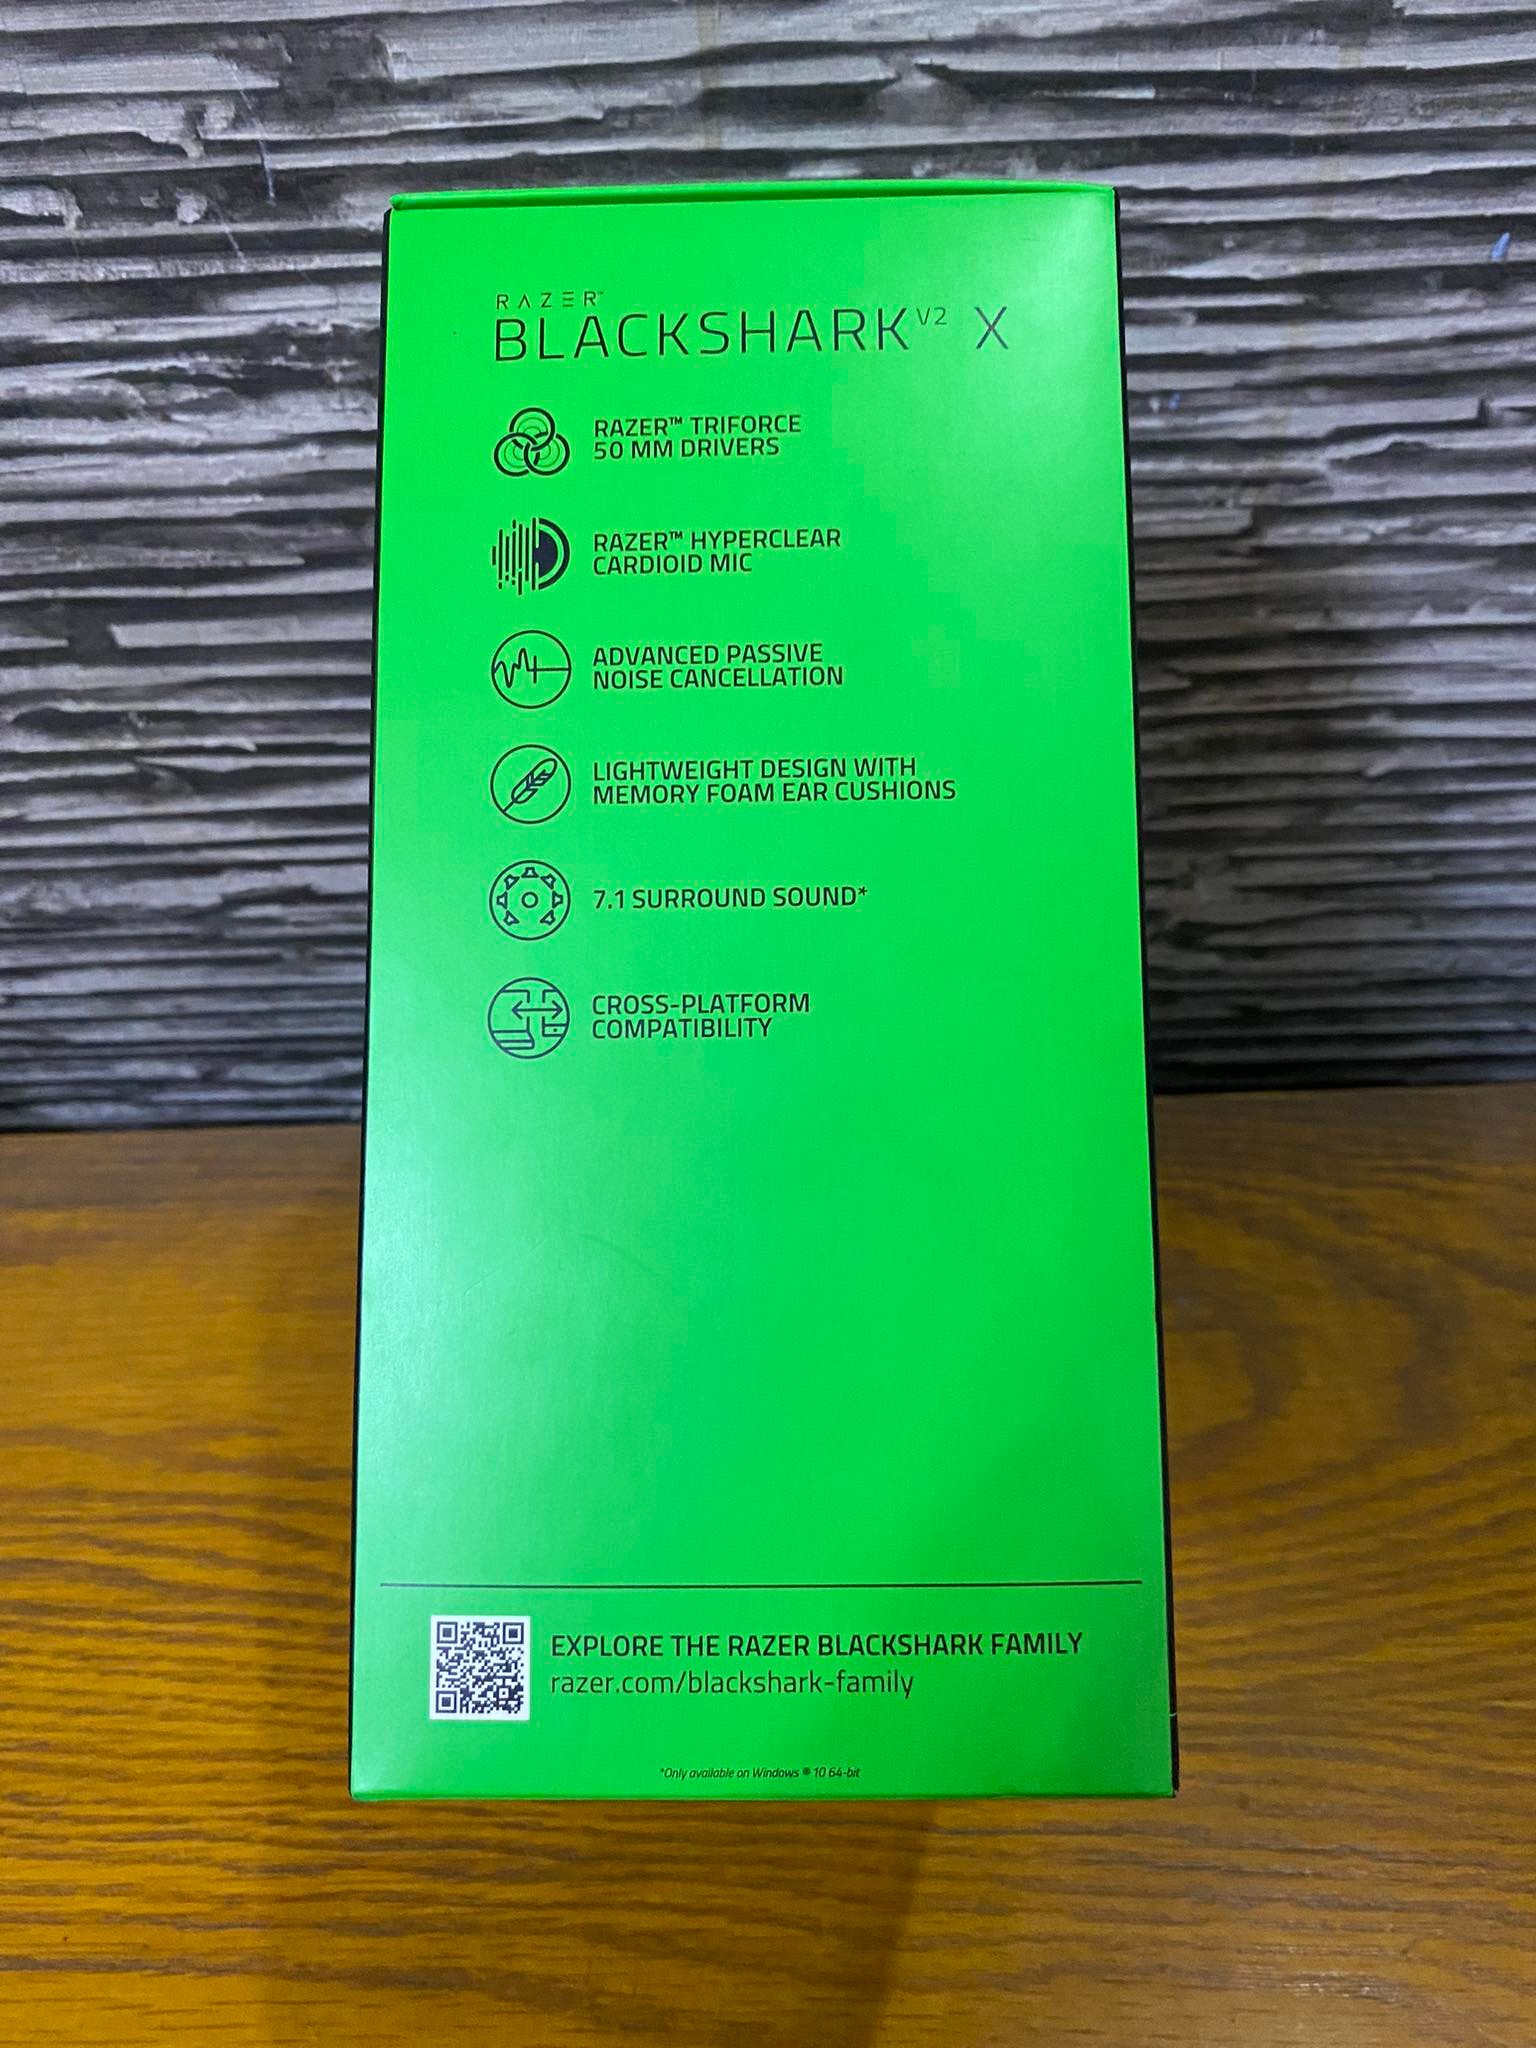 RAZER™
BLACKSHARK V2 X
RAZER™ TRIFORCE
50 MM DRIVERS
RAZER™ HYPERCLEAR
CARDIOID MIC
ADVANCED PASSIVE
NOISE CANCELLATION
LIGHTWEIGHT DESIGN WITH
MEMORY FOAM EAR CUSHIONS
7.1 SURROUND SOUND*
CROSS-PLATFORM
COMPATIBILITY
EXPLORE THE RAZER BLACKSHARK FAMILY
razer.com/blackshark-family
*Only available on Windows ® 10 64-bit